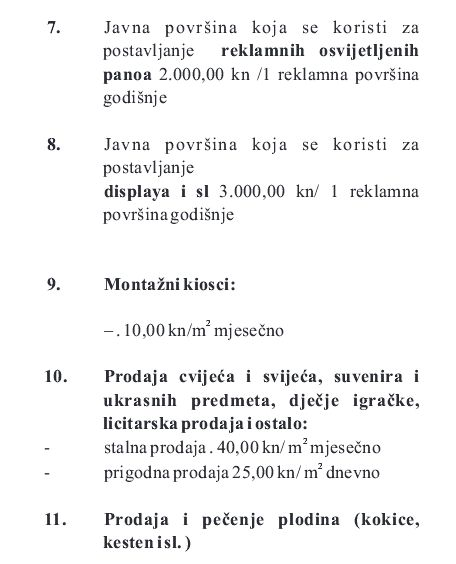 7. Javna površina koja se koristi za
postavljanje reklamnih osvijetljenih
panoa 2.000,00 kn /1 reklamna površina
godišnje
8. Javna površina koja se koristi za
postavljanje
displaya i sl 3.000,00 kn/ 1 reklamna
površina godišnje
9. Montažni kiosci:
– . 10,00 kn/m² mjesečno
10. Prodaja cvijeća i svijeća, suvenira i
ukrasnih predmeta, dječje igračke,
licitarska prodaja i ostalo:
- stalna prodaja . 40,00 kn/ m² mjesečno
- prigodna prodaja 25,00 kn/ m² dnevno
11. Prodaja i pečenje plodina (kokice,
kesten i sl. )